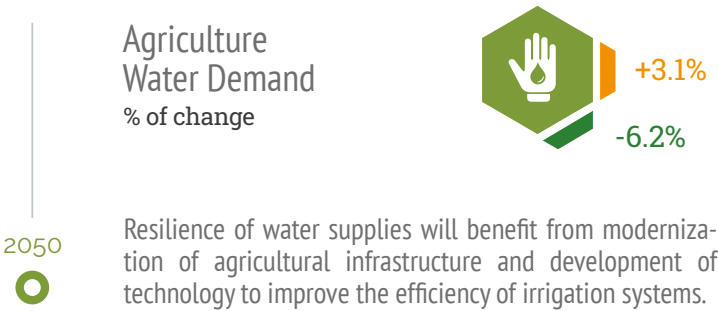 Agriculture
Water Demand
% of change
+3.1%
-6.2%
2050
Resilience of water supplies will benefit from moderniza-
tion of agricultural infrastructure and development of
technology to improve the efficiency of irrigation systems.